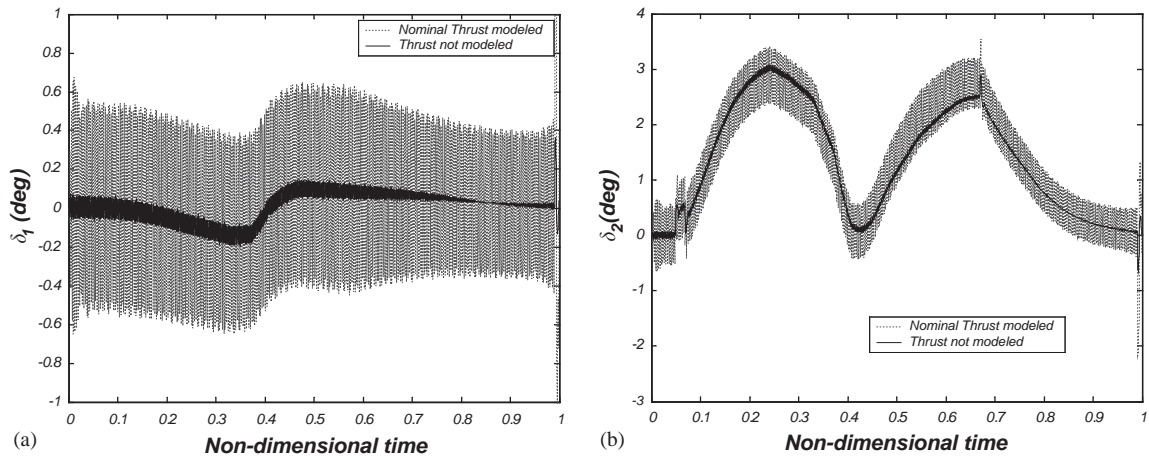 1
0.8
0.6
0.4
0.2
0
-0.2
-0.4
-0.6
-0.8
-1
δ1 (deg)
Nominal Thrust modeled
Thrust not modeled
0 0.1 0.2 0.3 0.4 0.5 0.6 0.7 0.8 0.9 1
(a)
Non-dimensional time
4
3
2
1
0
-1
-2
-3
δ2(deg)
Nominal Thrust modeled
Thrust not modeled
0 0.1 0.2 0.3 0.4 0.5 0.6 0.7 0.8 0.9 1
(b)
Non-dimensional time